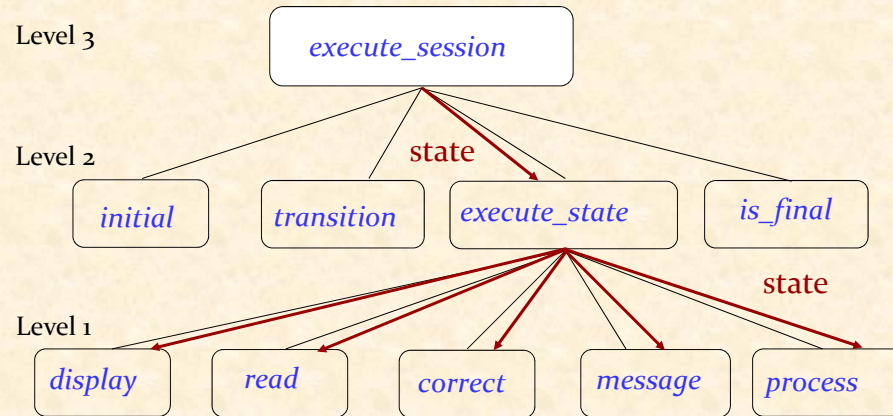 Level 3
execute_session
Level 2
state
initial
transition
execute_state
is_final
state
Level 1
display
read
correct
message
process